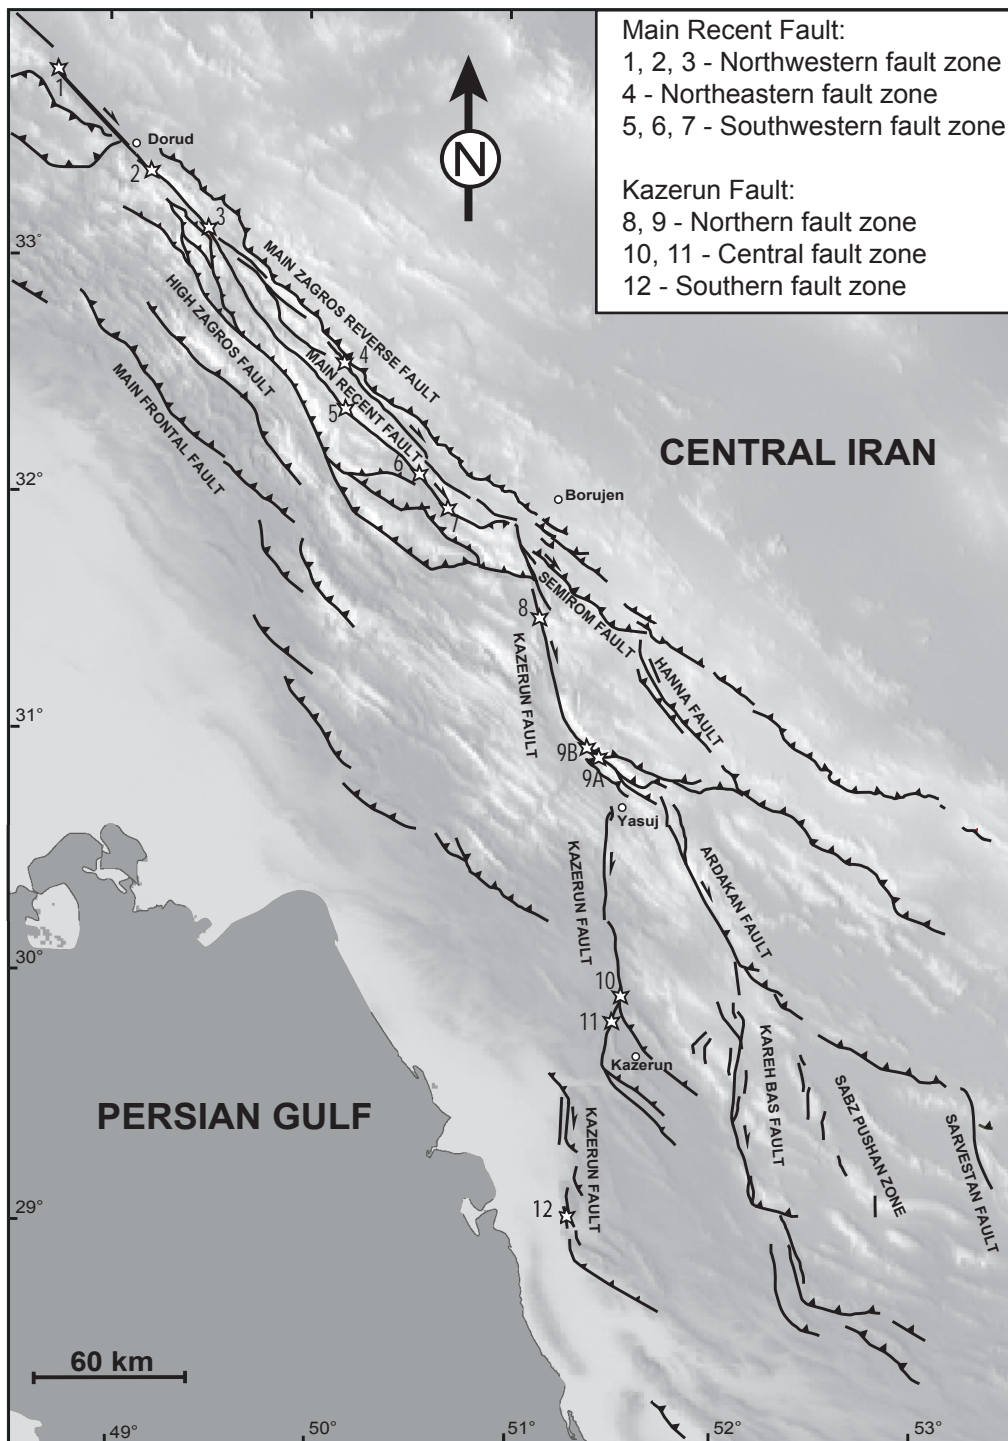 Main Recent Fault:
1, 2, 3 - Northwestern fault zone
4 - Northeastern fault zone
5, 6, 7 - Southwestern fault zone
Kazerun Fault:
8, 9 - Northern fault zone
10, 11 - Central fault zone
12 - Southern fault zone
N
1
Dorud
2
3
33°
MAIN ZAGROS REVERSE FAULT
HIGH ZAGROS FAULT
MAIN RECENT FAULT
MAIN FRONTAL FAULT
4
5
6
7
CENTRAL IRAN
32°
Borujen
SEMIROM FAULT
8
KAZERUN FAULT
HANNA FAULT
31°
9B
9A
Yasuj
KAZERUN FAULT
ARDAKAN FAULT
30°
10
11
Kazerun
KAREH BAS FAULT
SABZ PUSHAN ZONE
SARVESTAN FAULT
PERSIAN GULF
KAZERUN FAULT
29°
12
60 km
49°
50°
51°
52°
53°